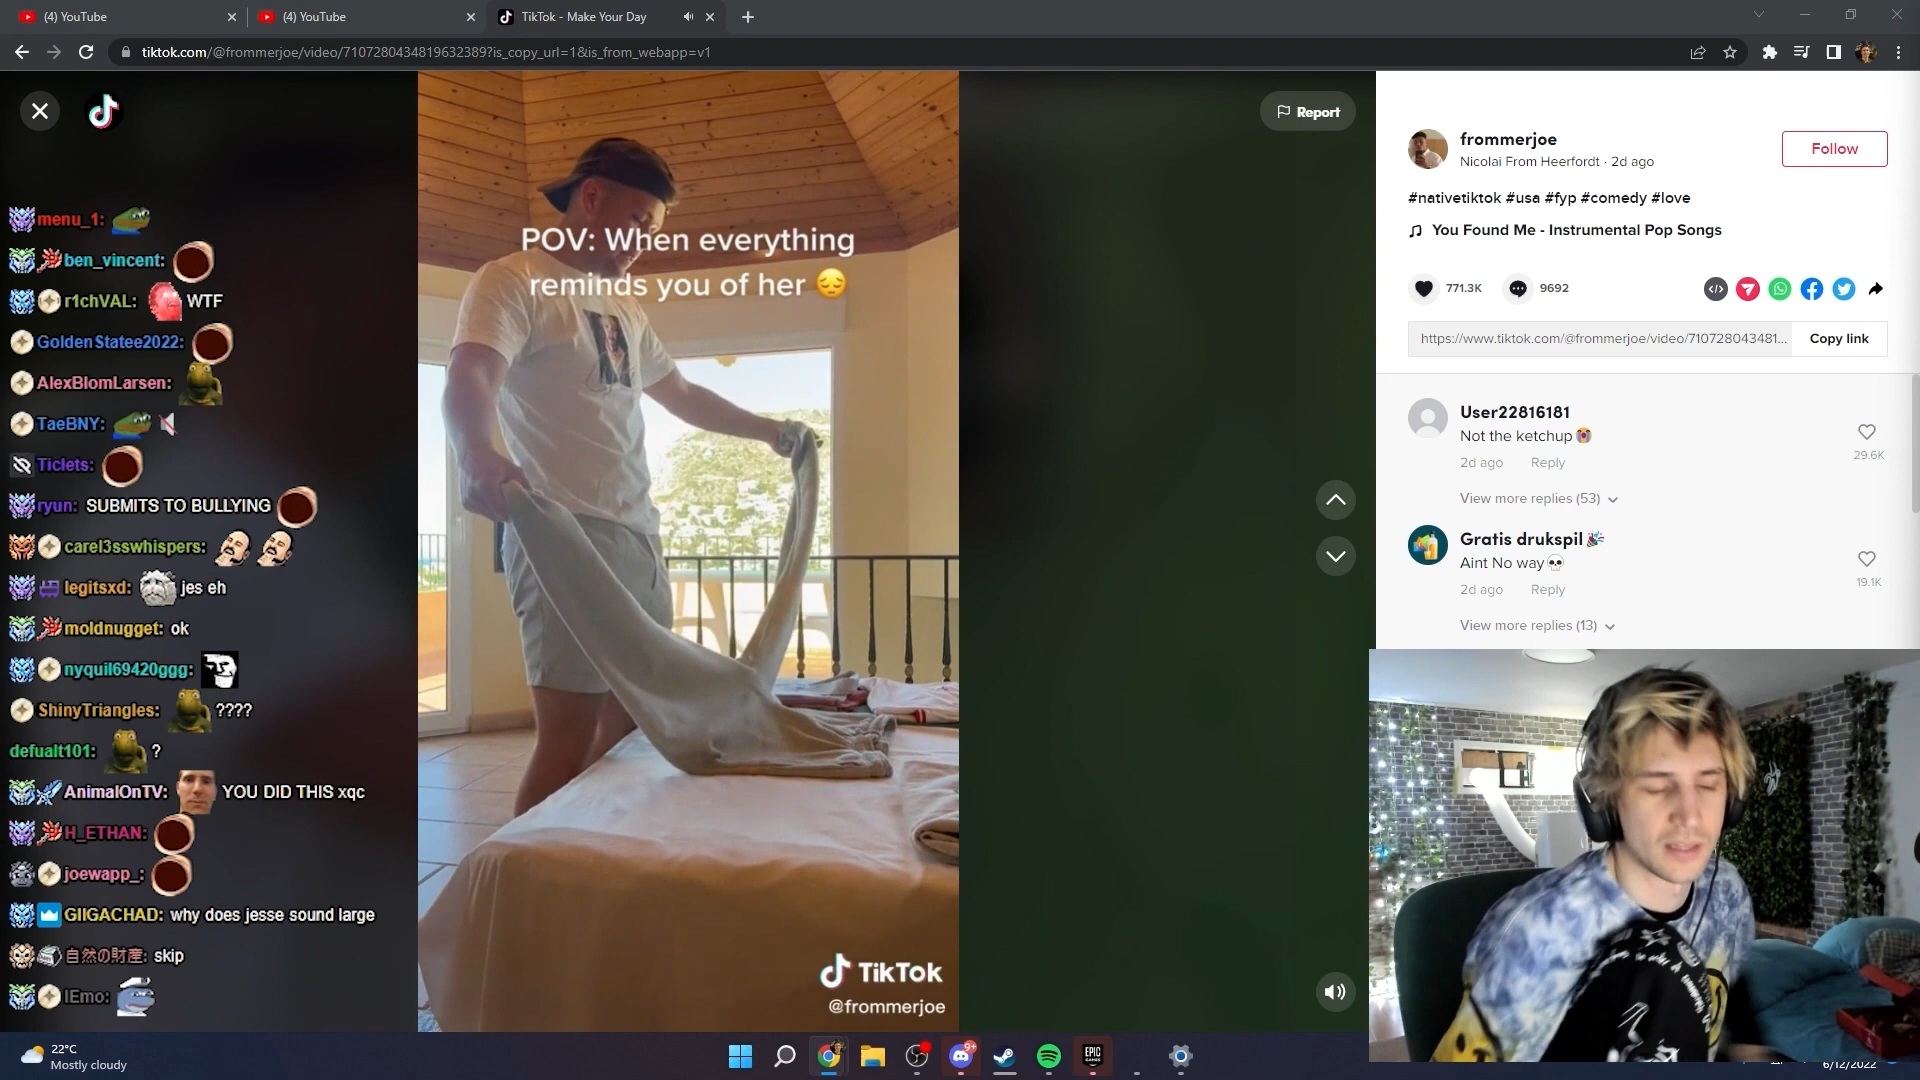 (4) YouTube
(4) YouTube
TikTok - Make Your Day
tiktok.com/@frommerjoe/video/7107280434819632389?is_copy_url=1&is_from_webapp=v1
Report
POV: When everything
reminds you of her 😔
TikTok
@frommerjoe
menu_1:
ben_vincent:
r1chVAL: WTF
GoldenStatee2022:
AlexBlomLarsen:
TaeBNY:
Ticlets:
ryun: SUBMITS TO BULLYING
carel3sswhispers:
legitsxd: jes eh
moldnugget: ok
nyquil69420ggg:
ShinyTriangles: ????
defualt101: ?
AnimalOnTV: YOU DID THIS xqc
H_ETHAN:
joewapp_:
GIIGACHAD: why does jesse sound large
自然の財産: skip
IEmo:
frommerjoe
Nicolai From Heerfordt · 2d ago
Follow
#nativetiktok #usa #fyp #comedy #love
You Found Me - Instrumental Pop Songs
771.3K 9692
https://www.tiktok.com/@frommerjoe/video/710728043481... Copy link
User22816181
Not the ketchup 😭
29.6K
2d ago Reply
View more replies (53)
Gratis drukspil 🎉
Aint No way 💀
19.1K
2d ago Reply
View more replies (13)
22°C
Mostly cloudy
9+
EPIC
GAMES
6/12/2022